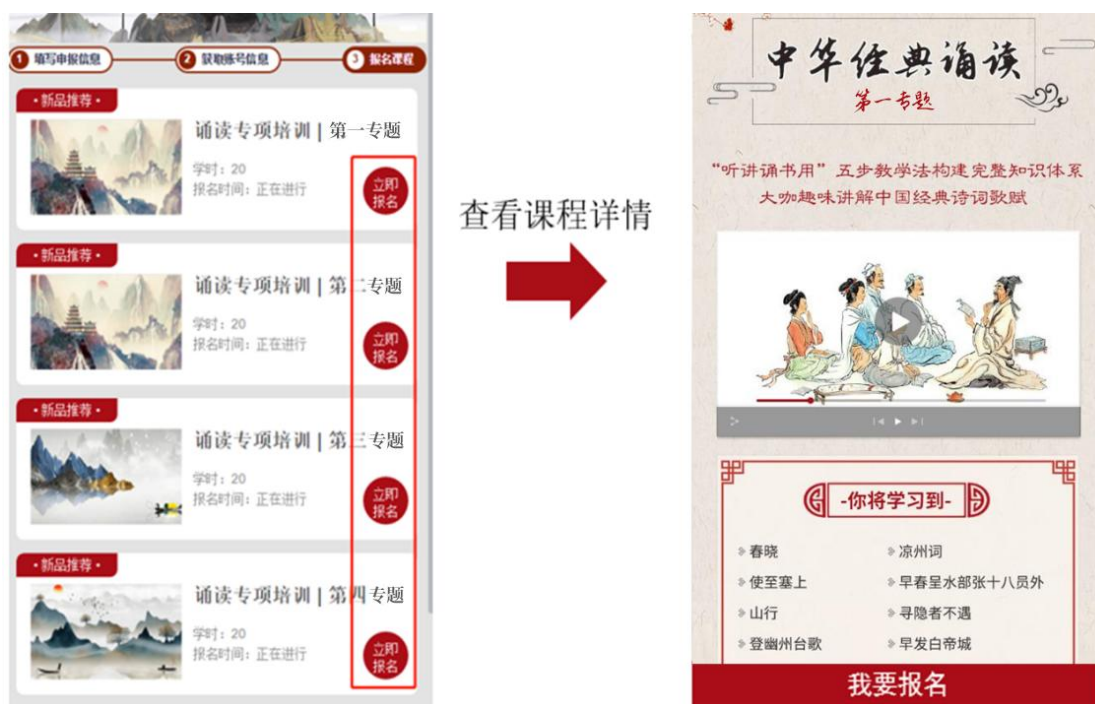 1 填写申报信息 2 获取账号信息 3 报名课程
·新品推荐·
诵读专项培训 | 第一专题
学时：20
报名时间：正在进行
立即
报名
·新品推荐·
诵读专项培训 | 第二专题
学时：20
报名时间：正在进行
立即
报名
·新品推荐·
诵读专项培训 | 第三专题
学时：20
报名时间：正在进行
立即
报名
·新品推荐·
诵读专项培训 | 第四专题
学时：20
报名时间：正在进行
立即
报名
查看课程详情
中华经典诵读
第一专题
“听讲诵书用”五步教学法构建完整知识体系
大咖趣味讲解中国经典诗词歌赋
-你将学习到-
春晓 凉州词
使至塞上 早春呈水部张十八员外
山行 寻隐者不遇
登幽州台歌 早发白帝城
我要报名